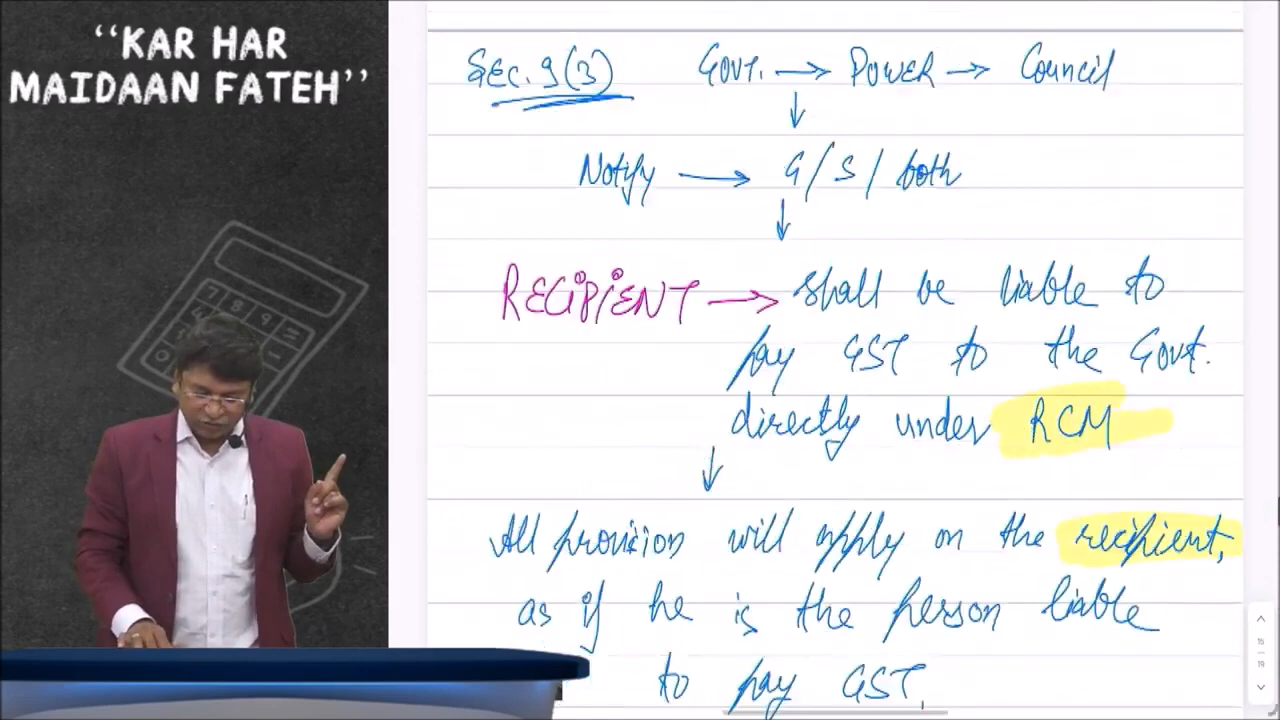 “KAR HAR
MAIDAAN FATEH”
SEC. 9(3) GOVT. → POWER → Council
↓
Notify → G/S/both
↓
RECIPIENT → shall be liable to
pay GST to the Govt.
directly under RCM
↓
All provision will apply on the recipient,
as if he is the person liable
to pay GST.
15
19